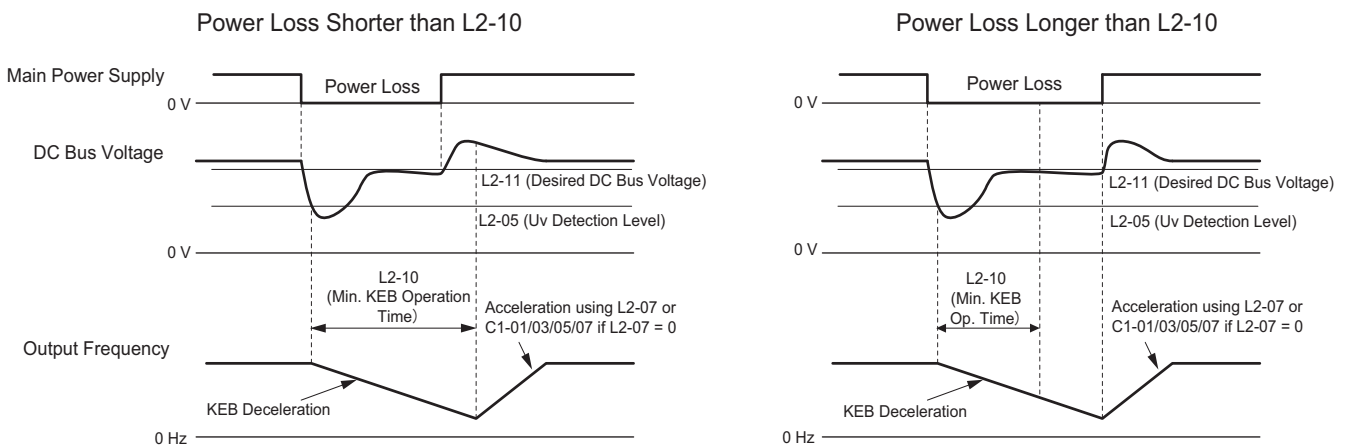 Power Loss Shorter than L2-10
Main Power Supply
Power Loss
0 V
DC Bus Voltage
L2-11 (Desired DC Bus Voltage)
L2-05 (Uv Detection Level)
0 V
L2-10
(Min. KEB Operation
Time)
Acceleration using L2-07 or
C1-01/03/05/07 if L2-07 = 0
Output Frequency
KEB Deceleration
0 Hz
Power Loss Longer than L2-10
Power Loss
0 V
L2-11 (Desired DC Bus Voltage)
L2-05 (Uv Detection Level)
0 V
L2-10
(Min. KEB
Op. Time)
Acceleration using L2-07 or
C1-01/03/05/07 if L2-07 = 0
KEB Deceleration
0 Hz